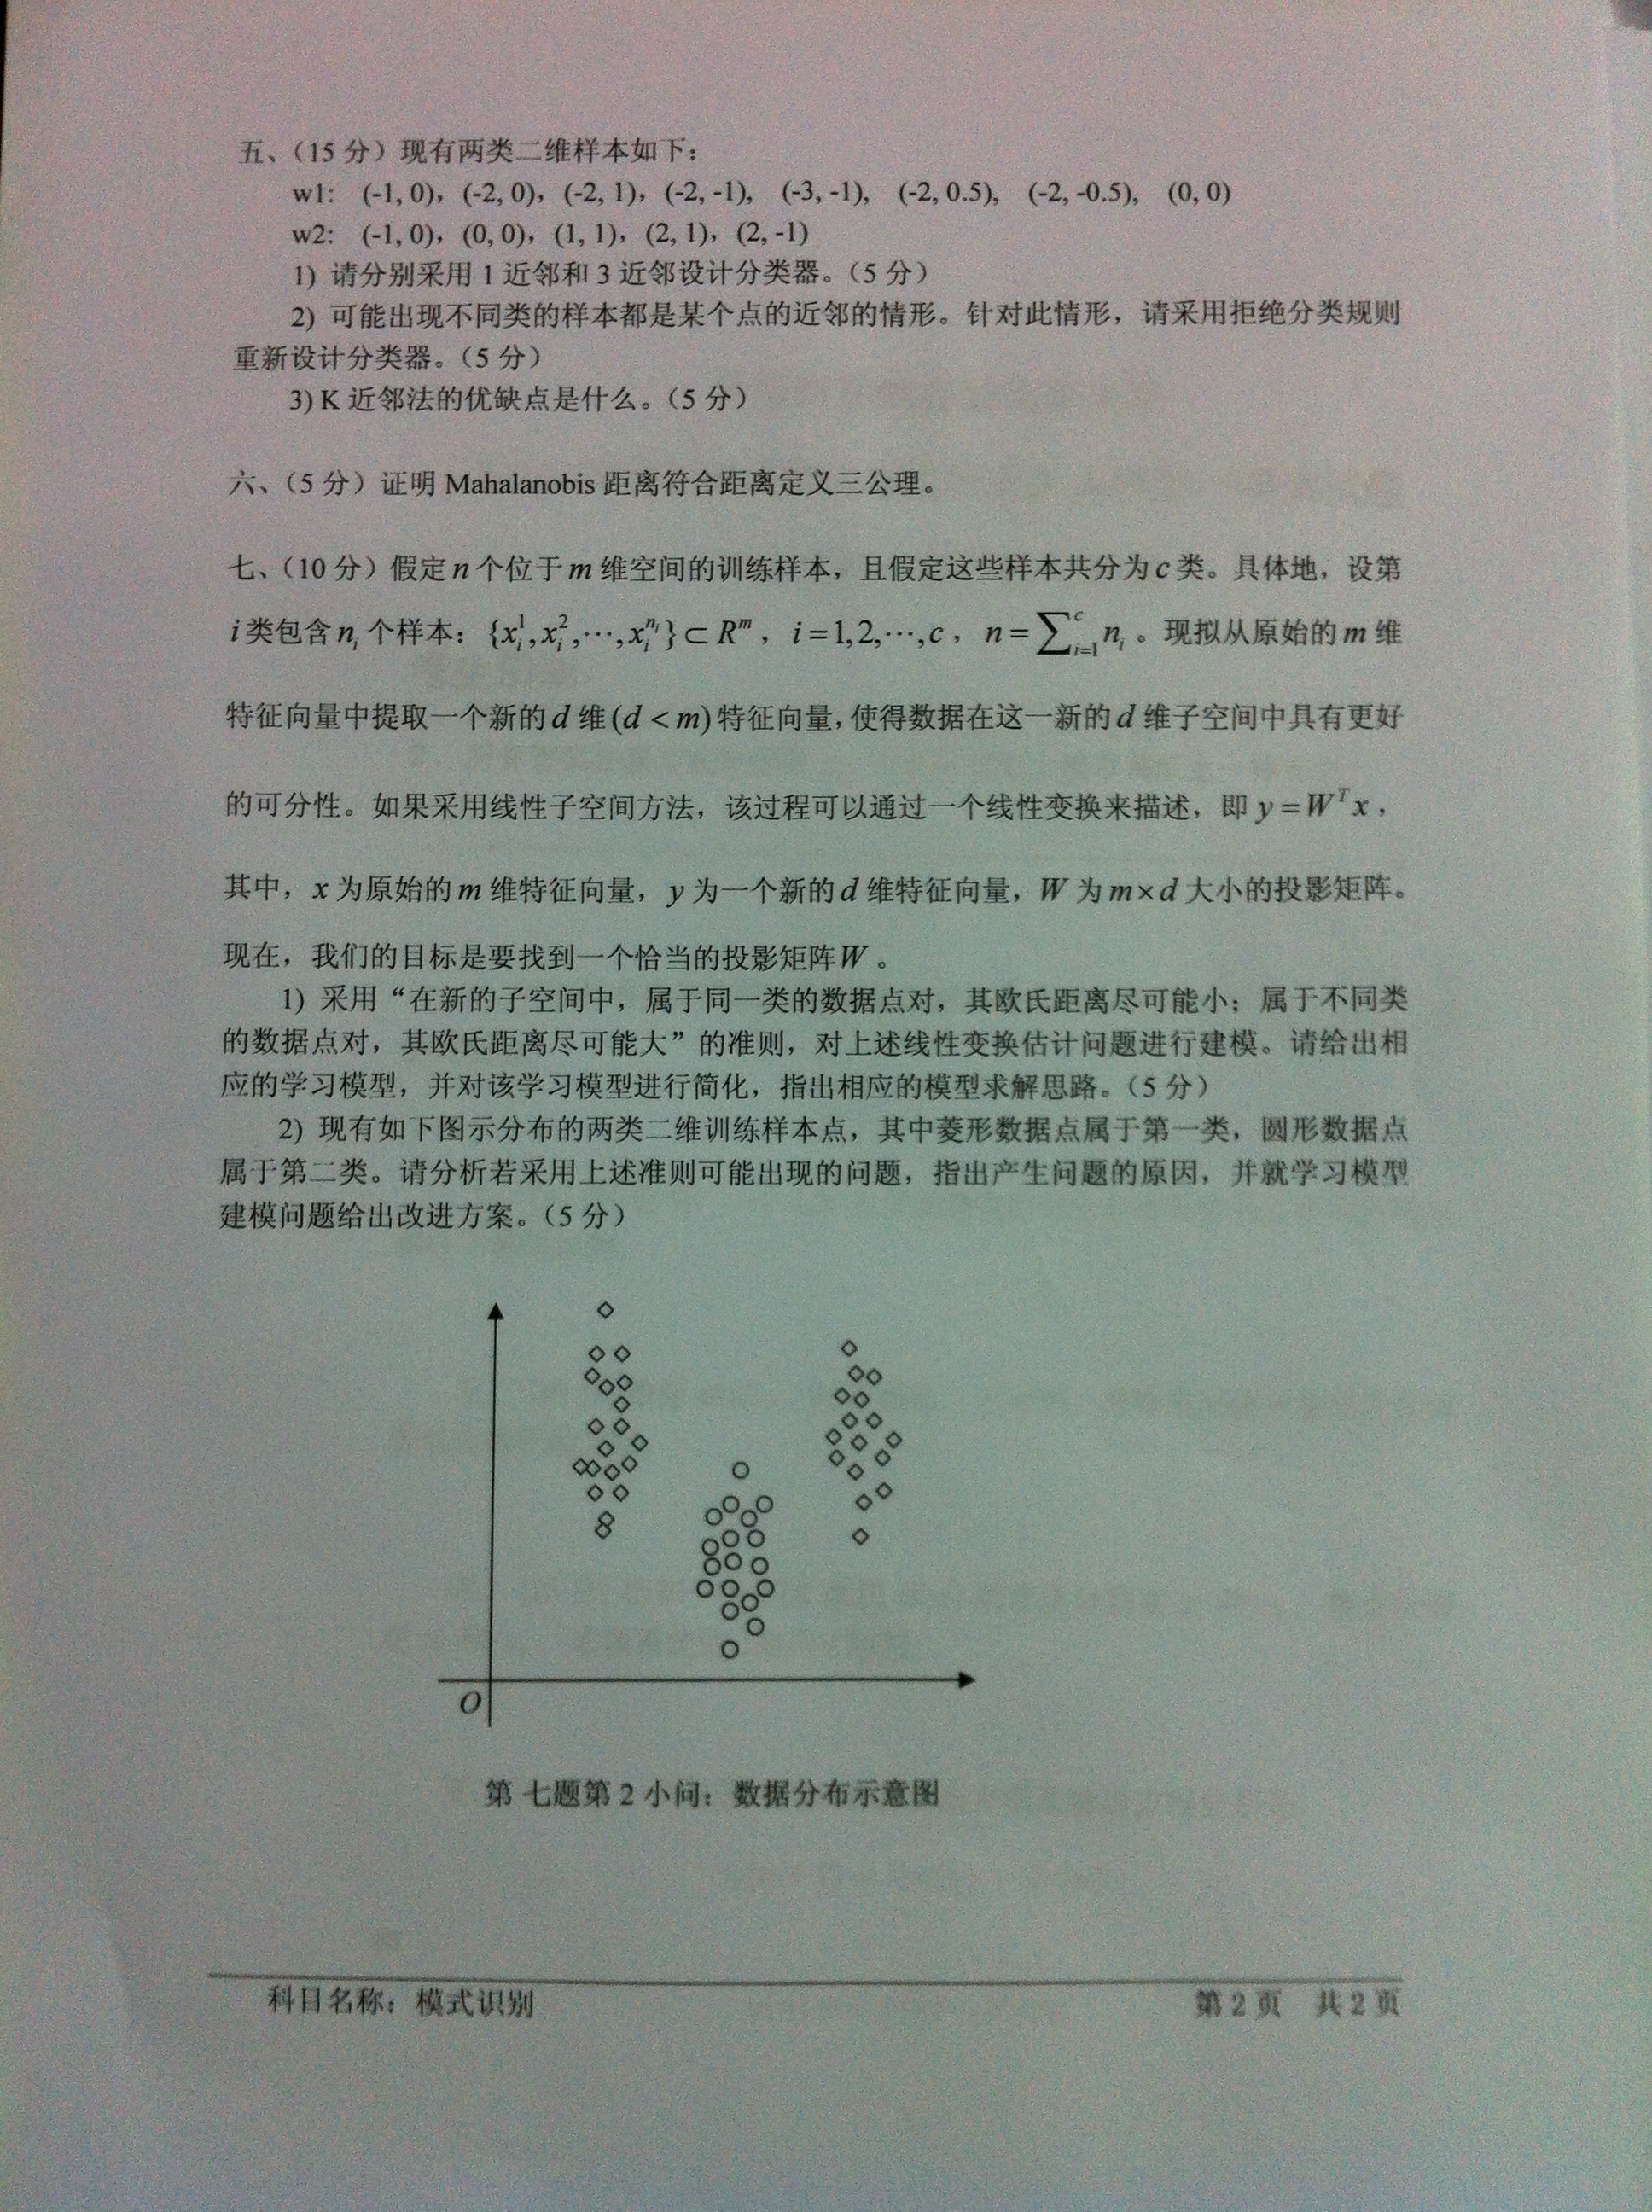 五、（15 分）现有两类二维样本如下：
w1: (-1, 0)，(-2, 0)，(-2, 1)，(-2, -1), (-3, -1), (-2, 0.5), (-2, -0.5), (0, 0)
w2: (-1, 0)，(0, 0)，(1, 1)，(2, 1)，(2, -1)
1) 请分别采用 1 近邻和 3 近邻设计分类器。（5 分）
2) 可能出现不同类的样本都是某个点的近邻的情形。针对此情形，请采用拒绝分类规则
重新设计分类器。（5 分）
3) K 近邻法的优缺点是什么。（5 分）
六、（5 分）证明 Mahalanobis 距离符合距离定义三公理。
七、（10 分）假定 n 个位于 m 维空间的训练样本，且假定这些样本共分为 c 类。具体地，设第
i 类包含 n_i 个样本：{x_i^1, x_i^2, ⋯, x_i^{n_i}} ⊂ R^m，i=1,2,⋯,c，n=∑_{i=1}^c n_i。现拟从原始的 m 维
特征向量中提取一个新的 d 维 (d < m) 特征向量，使得数据在这一新的 d 维子空间中具有更好
的可分性。如果采用线性子空间方法，该过程可以通过一个线性变换来描述，即 y=W^T x，
其中，x 为原始的 m 维特征向量，y 为一个新的 d 维特征向量，W 为 m×d 大小的投影矩阵。
现在，我们的目标是要找到一个恰当的投影矩阵 W 。
1) 采用“在新的子空间中，属于同一类的数据点对，其欧氏距离尽可能小；属于不同类
的数据点对，其欧氏距离尽可能大”的准则，对上述线性变换估计问题进行建模。请给出相
应的学习模型，并对该学习模型进行简化，指出相应的模型求解思路。（5 分）
2) 现有如下图示分布的两类二维训练样本点，其中菱形数据点属于第一类，圆形数据点
属于第二类。请分析若采用上述准则可能出现的问题，指出产生问题的原因，并就学习模型
建模问题给出改进方案。（5 分）
O
第 七题第 2 小问：数据分布示意图
科目名称：模式识别 第 2 页 共 2 页